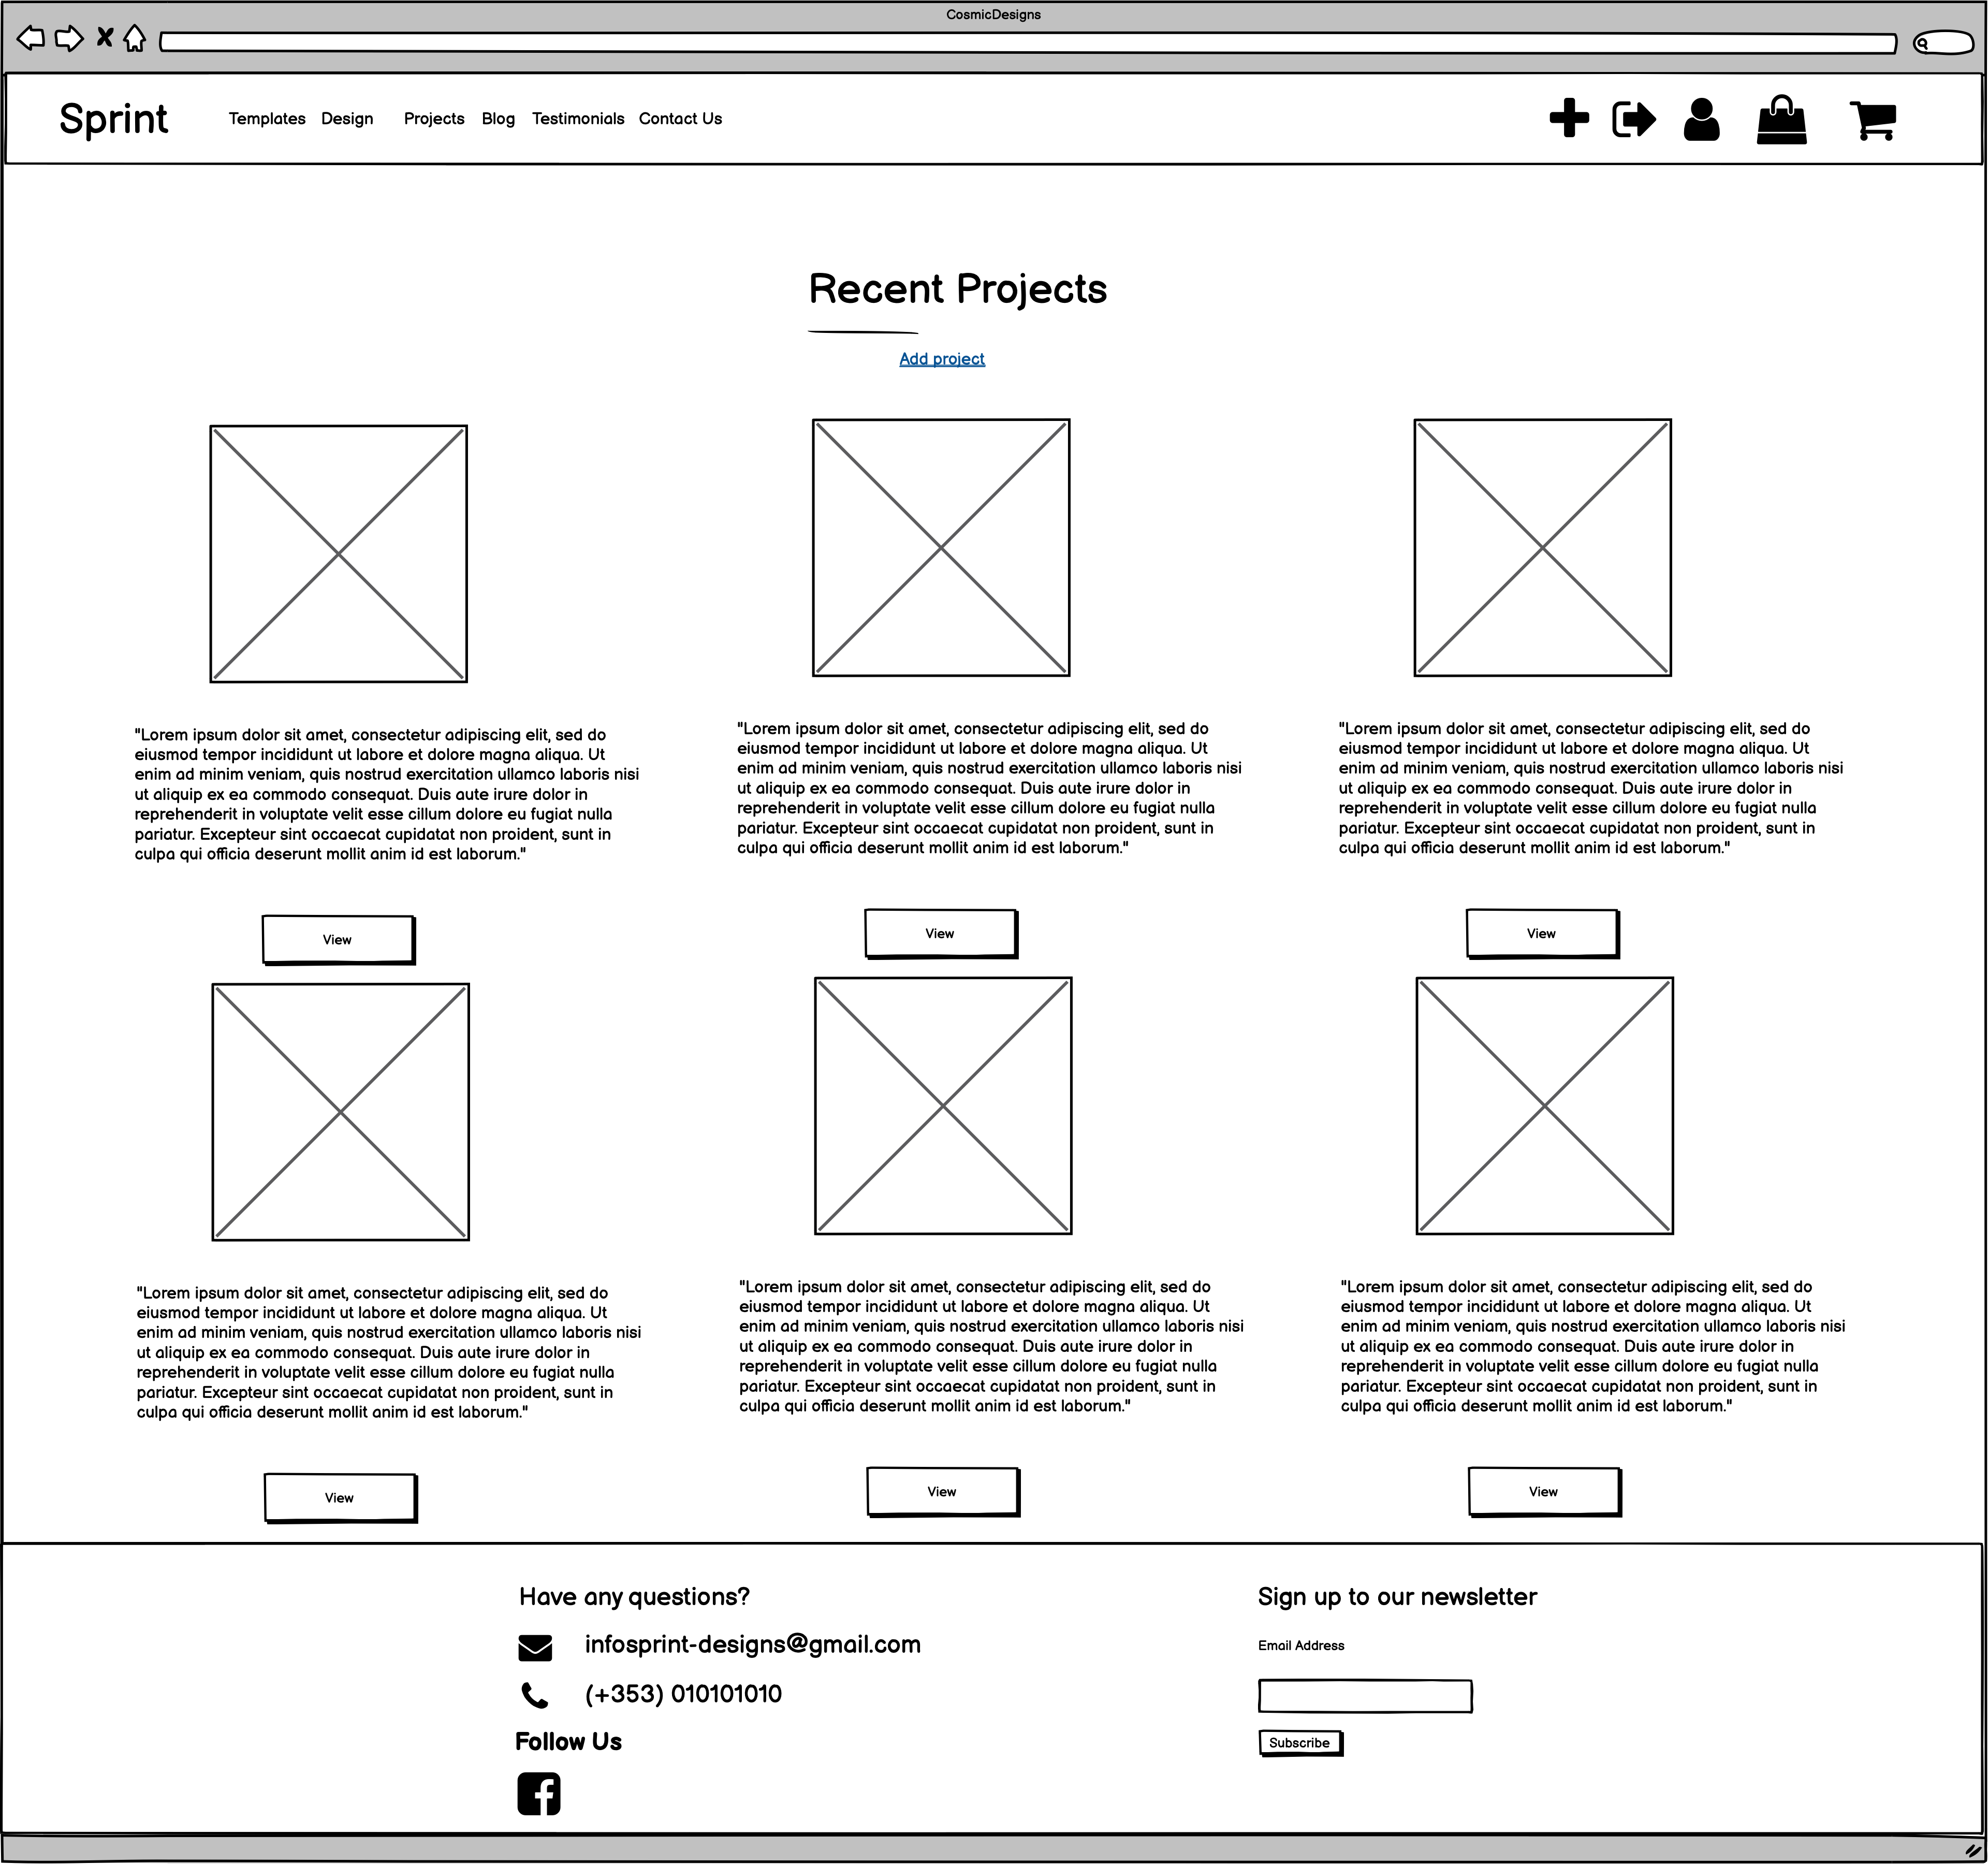 CosmicDesigns
Sprint Templates Design Projects Blog Testimonials Contact Us
Recent Projects
Add project
"Lorem ipsum dolor sit amet, consectetur adipiscing elit, sed do
eiusmod tempor incididunt ut labore et dolore magna aliqua. Ut
enim ad minim veniam, quis nostrud exercitation ullamco laboris nisi
ut aliquip ex ea commodo consequat. Duis aute irure dolor in
reprehenderit in voluptate velit esse cillum dolore eu fugiat nulla
pariatur. Excepteur sint occaecat cupidatat non proident, sunt in
culpa qui officia deserunt mollit anim id est laborum."
View
"Lorem ipsum dolor sit amet, consectetur adipiscing elit, sed do
eiusmod tempor incididunt ut labore et dolore magna aliqua. Ut
enim ad minim veniam, quis nostrud exercitation ullamco laboris nisi
ut aliquip ex ea commodo consequat. Duis aute irure dolor in
reprehenderit in voluptate velit esse cillum dolore eu fugiat nulla
pariatur. Excepteur sint occaecat cupidatat non proident, sunt in
culpa qui officia deserunt mollit anim id est laborum."
View
"Lorem ipsum dolor sit amet, consectetur adipiscing elit, sed do
eiusmod tempor incididunt ut labore et dolore magna aliqua. Ut
enim ad minim veniam, quis nostrud exercitation ullamco laboris nisi
ut aliquip ex ea commodo consequat. Duis aute irure dolor in
reprehenderit in voluptate velit esse cillum dolore eu fugiat nulla
pariatur. Excepteur sint occaecat cupidatat non proident, sunt in
culpa qui officia deserunt mollit anim id est laborum."
View
"Lorem ipsum dolor sit amet, consectetur adipiscing elit, sed do
eiusmod tempor incididunt ut labore et dolore magna aliqua. Ut
enim ad minim veniam, quis nostrud exercitation ullamco laboris nisi
ut aliquip ex ea commodo consequat. Duis aute irure dolor in
reprehenderit in voluptate velit esse cillum dolore eu fugiat nulla
pariatur. Excepteur sint occaecat cupidatat non proident, sunt in
culpa qui officia deserunt mollit anim id est laborum."
View
"Lorem ipsum dolor sit amet, consectetur adipiscing elit, sed do
eiusmod tempor incididunt ut labore et dolore magna aliqua. Ut
enim ad minim veniam, quis nostrud exercitation ullamco laboris nisi
ut aliquip ex ea commodo consequat. Duis aute irure dolor in
reprehenderit in voluptate velit esse cillum dolore eu fugiat nulla
pariatur. Excepteur sint occaecat cupidatat non proident, sunt in
culpa qui officia deserunt mollit anim id est laborum."
View
"Lorem ipsum dolor sit amet, consectetur adipiscing elit, sed do
eiusmod tempor incididunt ut labore et dolore magna aliqua. Ut
enim ad minim veniam, quis nostrud exercitation ullamco laboris nisi
ut aliquip ex ea commodo consequat. Duis aute irure dolor in
reprehenderit in voluptate velit esse cillum dolore eu fugiat nulla
pariatur. Excepteur sint occaecat cupidatat non proident, sunt in
culpa qui officia deserunt mollit anim id est laborum."
View
Have any questions?
infosprint-designs@gmail.com
(+353) 010101010
Follow Us
Sign up to our newsletter
Email Address
Subscribe